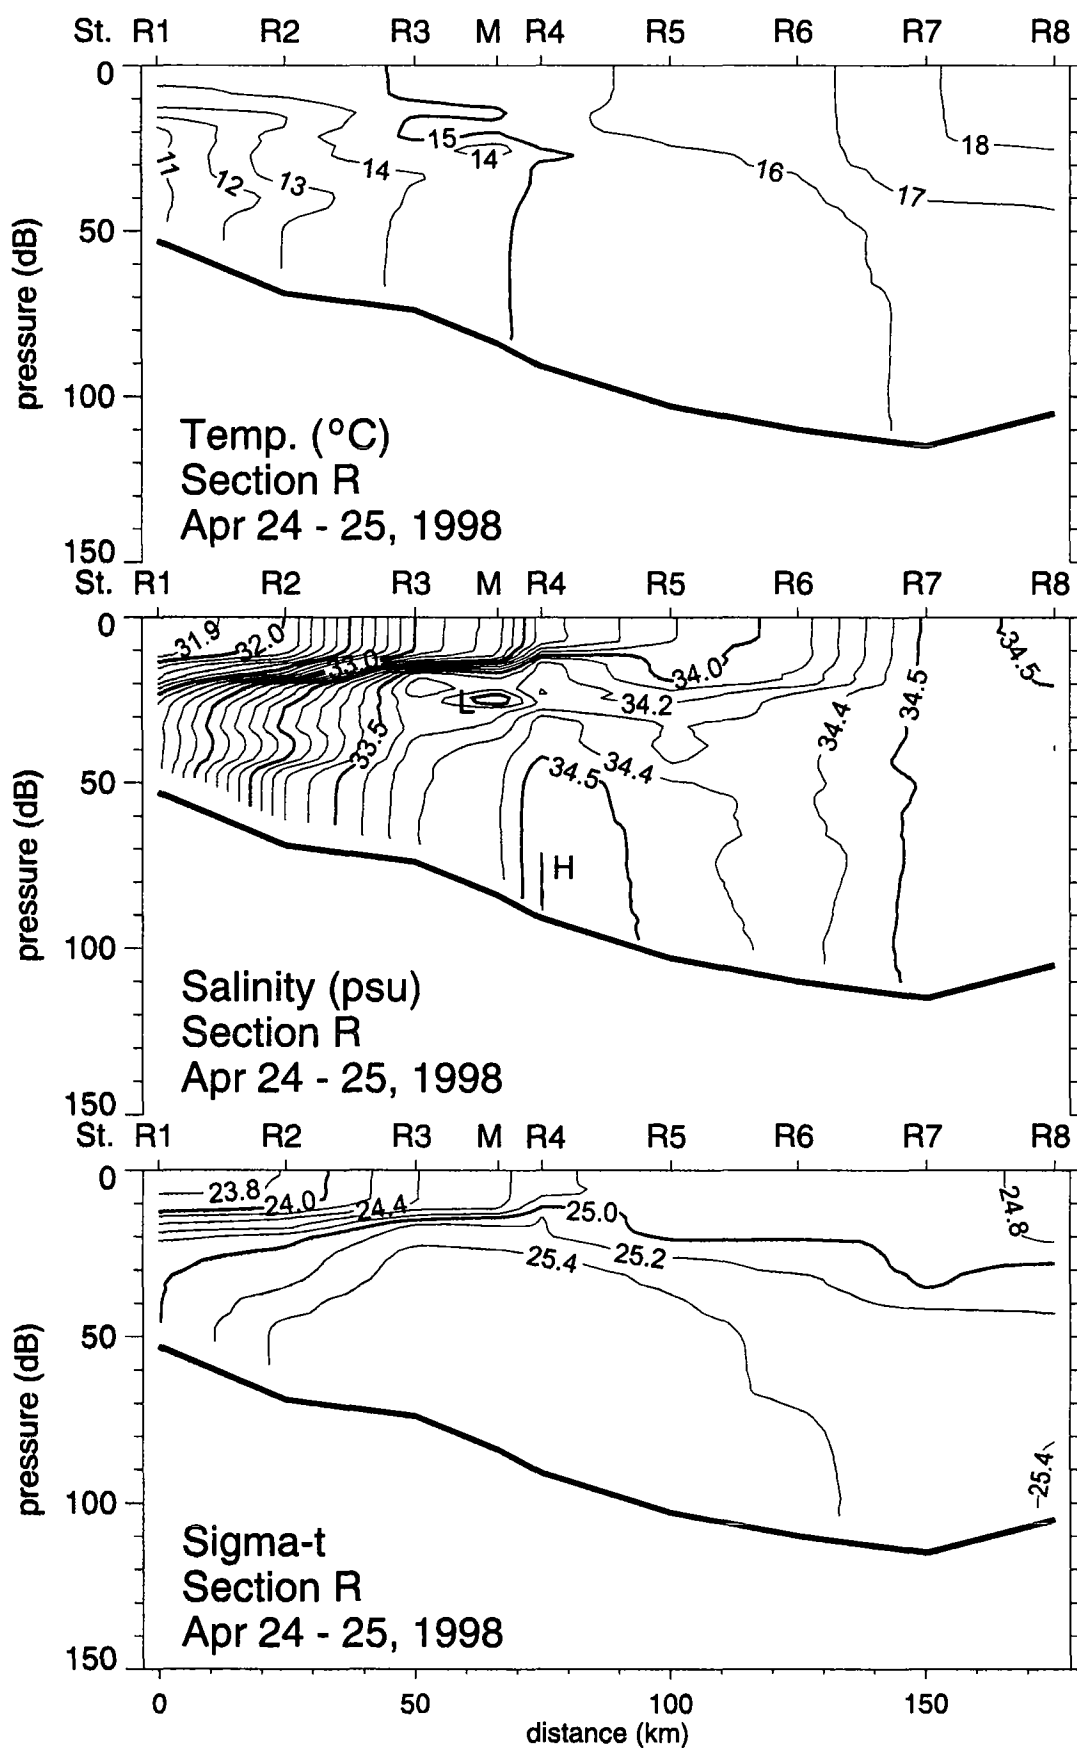 St. R1 R2 R3 M R4 R5 R6 R7 R8
0
50
100
150
pressure (dB)
11
12
13
14
15
14
16
17
18
Temp. (°C)
Section R
Apr 24 - 25, 1998
St. R1 R2 R3 M R4 R5 R6 R7 R8
0
50
100
150
pressure (dB)
31.9
32.0
33.0
33.5
L
34.0
34.2
34.4
34.5
H
34.4
34.5
34.5
Salinity (psu)
Section R
Apr 24 - 25, 1998
St. R1 R2 R3 M R4 R5 R6 R7 R8
0
50
100
150
pressure (dB)
23.8
24.0
24.4
25.0
25.2
25.4
24.8
25.4
Sigma-t
Section R
Apr 24 - 25, 1998
0 50 100 150
distance (km)